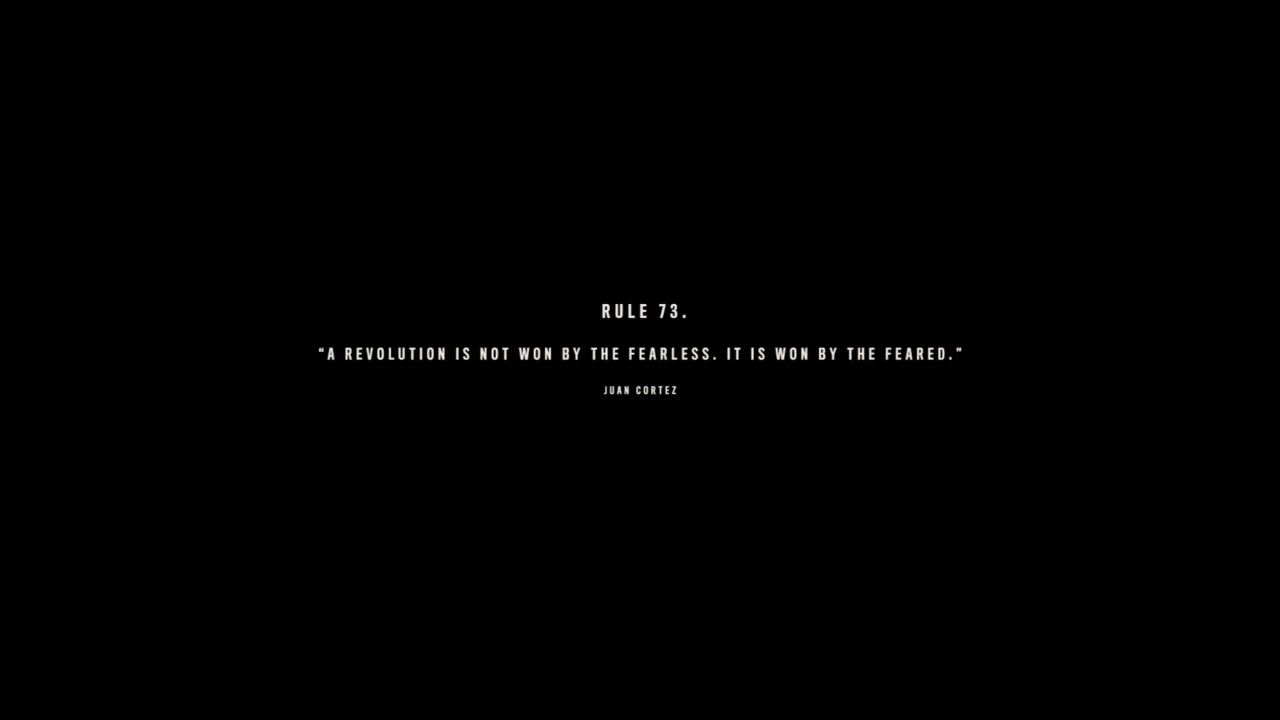 RULE 73.
“A REVOLUTION IS NOT WON BY THE FEARLESS. IT IS WON BY THE FEARED.”
JUAN CORTEZ